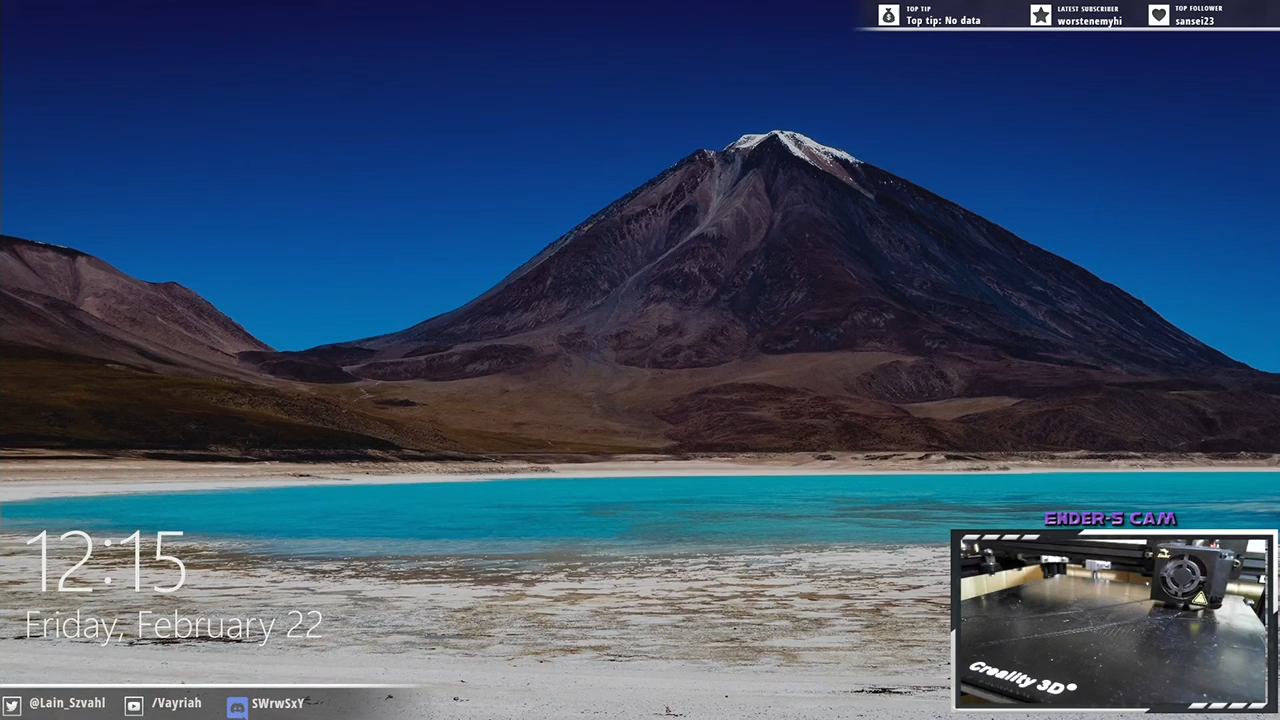 TOP TIP
Top tip: No data
LATEST SUBSCRIBER
worstenemyhi
TOP FOLLOWER
sansei23
12:15
Friday, February 22
ENDER-5 CAM
Creality 3D®
@Lain_Szvahl
/Vayriah
SWrwSxY